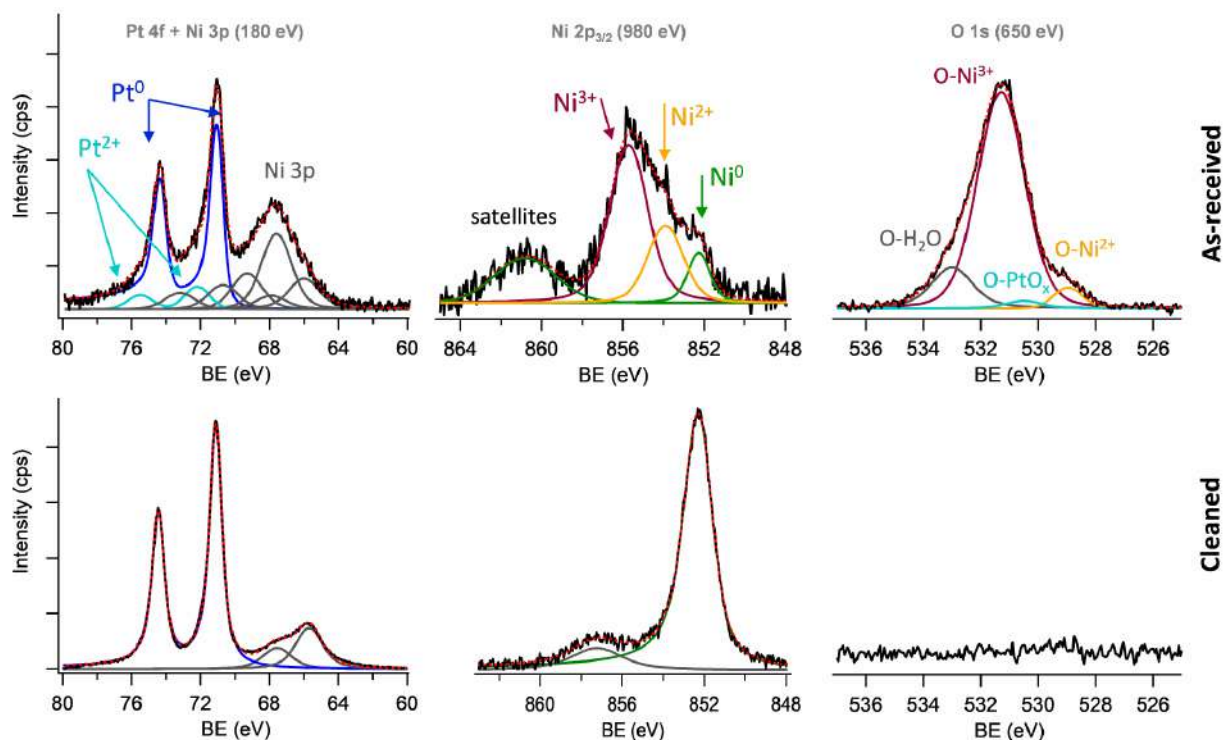 Pt 4f + Ni 3p (180 eV)
Ni 2p3/2 (980 eV)
O 1s (650 eV)
Intensity (cps)
Pt⁰
Pt²⁺
Ni 3p
80 76 72 68 64 60
BE (eV)
satellites
Ni³⁺
Ni²⁺
Ni⁰
864 860 856 852 848
BE (eV)
O-Ni³⁺
O-H₂O
O-PtOₓ
O-Ni²⁺
536 534 532 530 528 526
BE (eV)
As-received
Intensity (cps)
80 76 72 68 64 60
BE (eV)
860 856 852 848
BE (eV)
536 534 532 530 528 526
BE (eV)
Cleaned